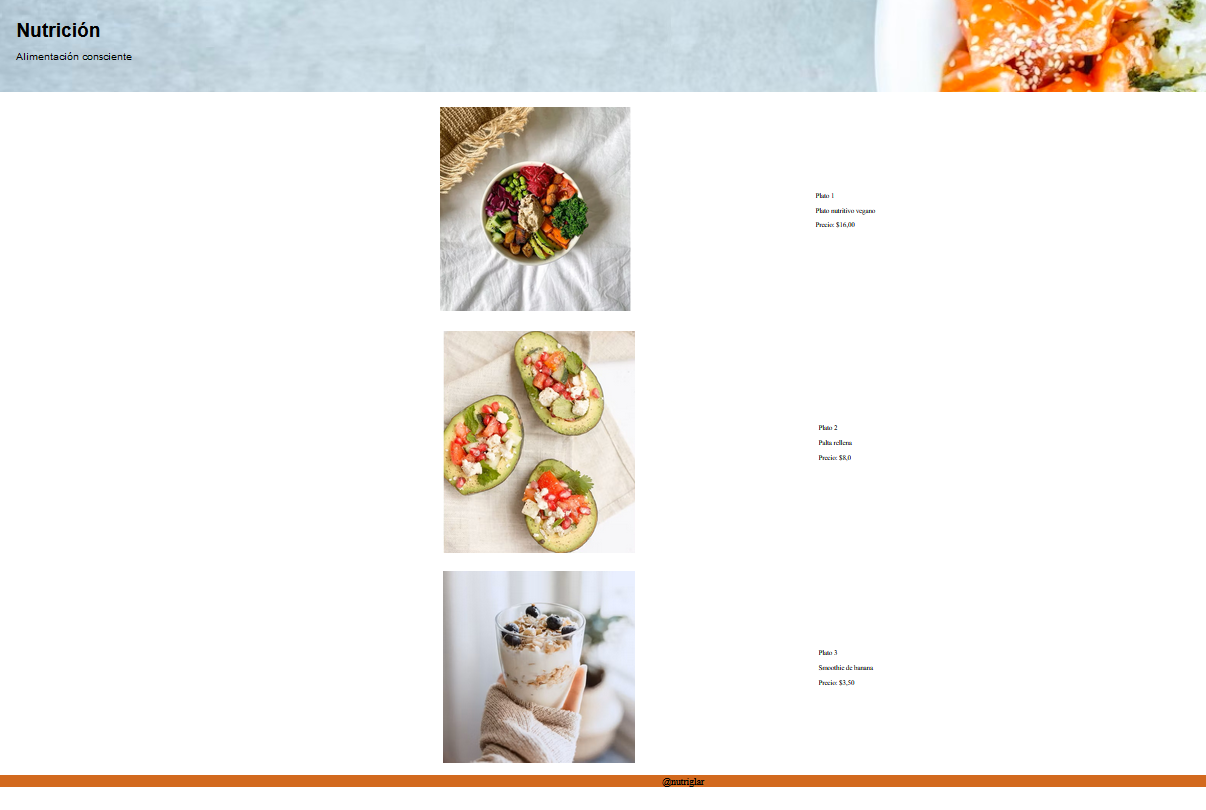 Nutrición
Alimentación consciente
Plato 1
Plato nutritivo vegano
Precio: $16,00
Plato 2
Palta rellena
Precio: $8,0
Plato 3
Smoothie de banana
Precio: $3,50
@nutriglar